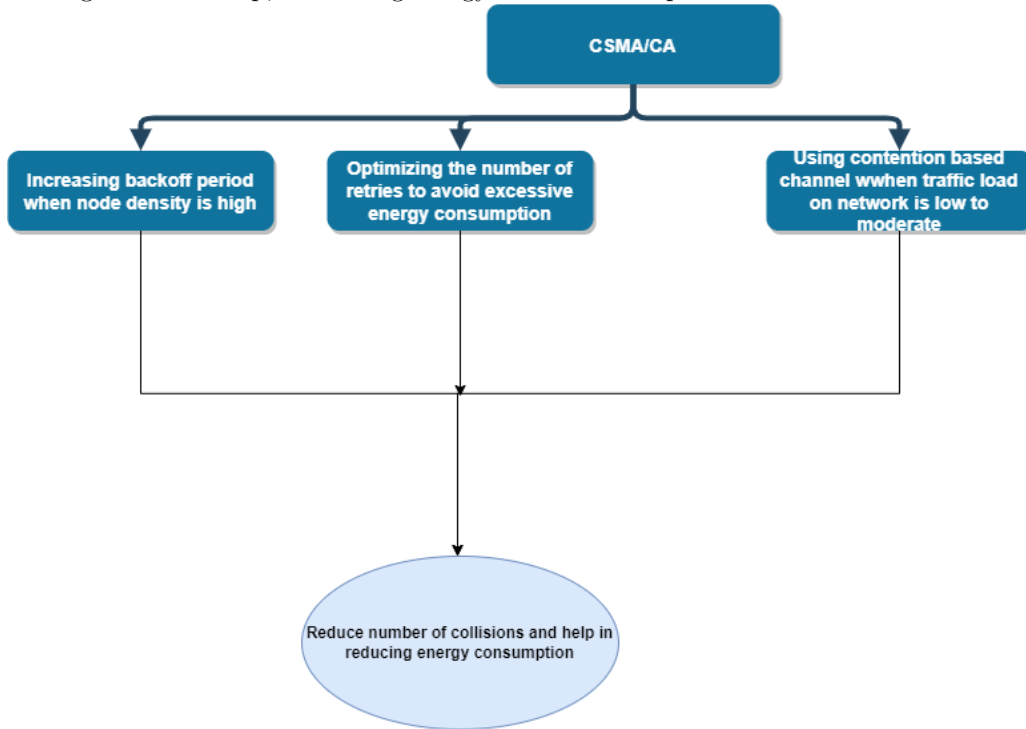 CSMA/CA
Increasing backoff period
when node density is high
Optimizing the number of
retries to avoid excessive
energy consumption
Using contention based
channel wwhen traffic load
on network is low to
moderate
Reduce number of collisions and help in
reducing energy consumption